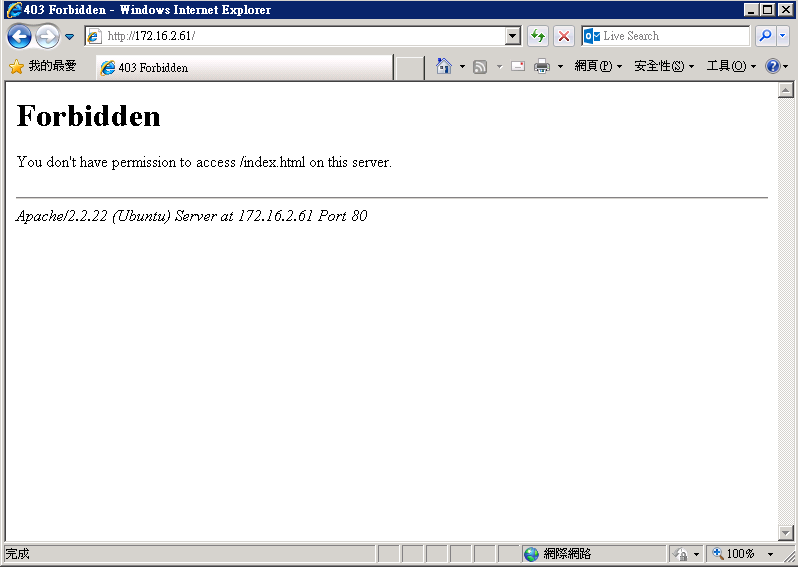 403 Forbidden - Windows Internet Explorer
http://172.16.2.61/
Live Search
我的最愛
403 Forbidden
網頁(P)
安全性(S)
工具(O)
Forbidden
You don't have permission to access /index.html on this server.
Apache/2.2.22 (Ubuntu) Server at 172.16.2.61 Port 80
完成
網際網路
100%